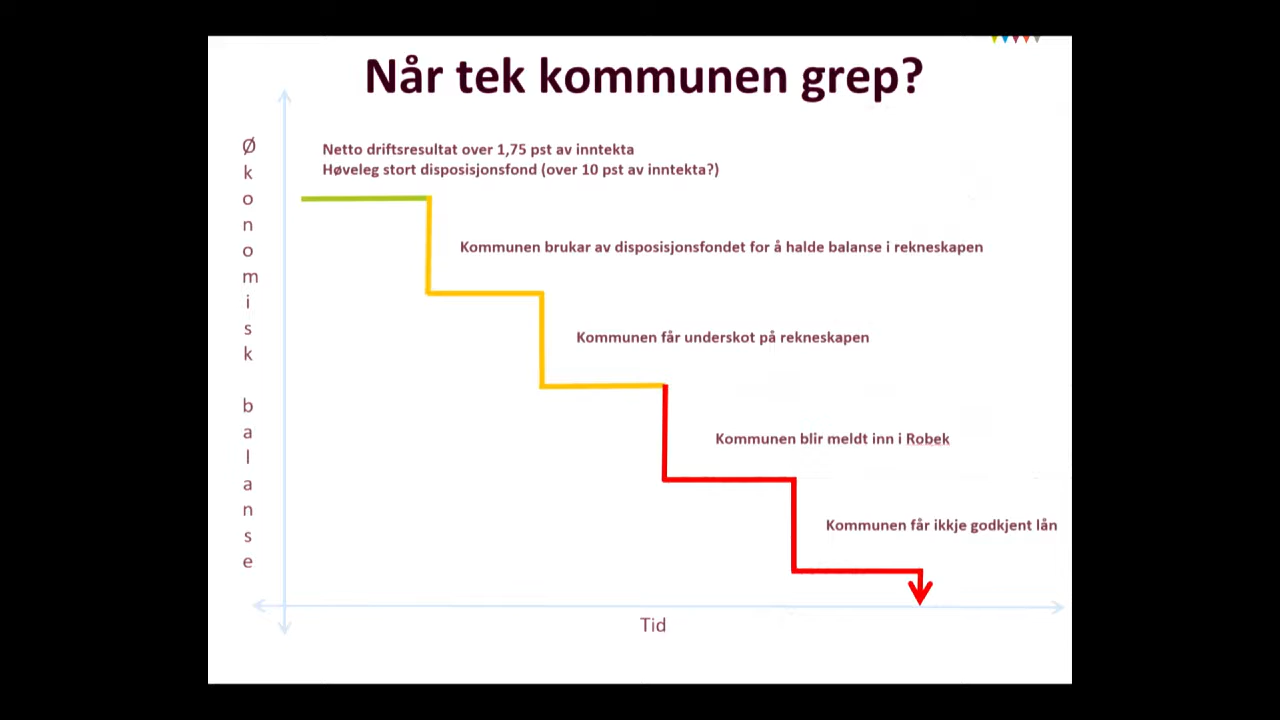 Når tek kommunen grep?
Økonomisk balanse
Netto driftsresultat over 1,75 pst av inntekta
Høveleg stort disposisjonsfond (over 10 pst av inntekta?)
Kommunen brukar av disposisjonsfondet for å halde balanse i rekneskapen
Kommunen får underskot på rekneskapen
Kommunen blir meldt inn i Robek
Kommunen får ikkje godkjent lån
Tid